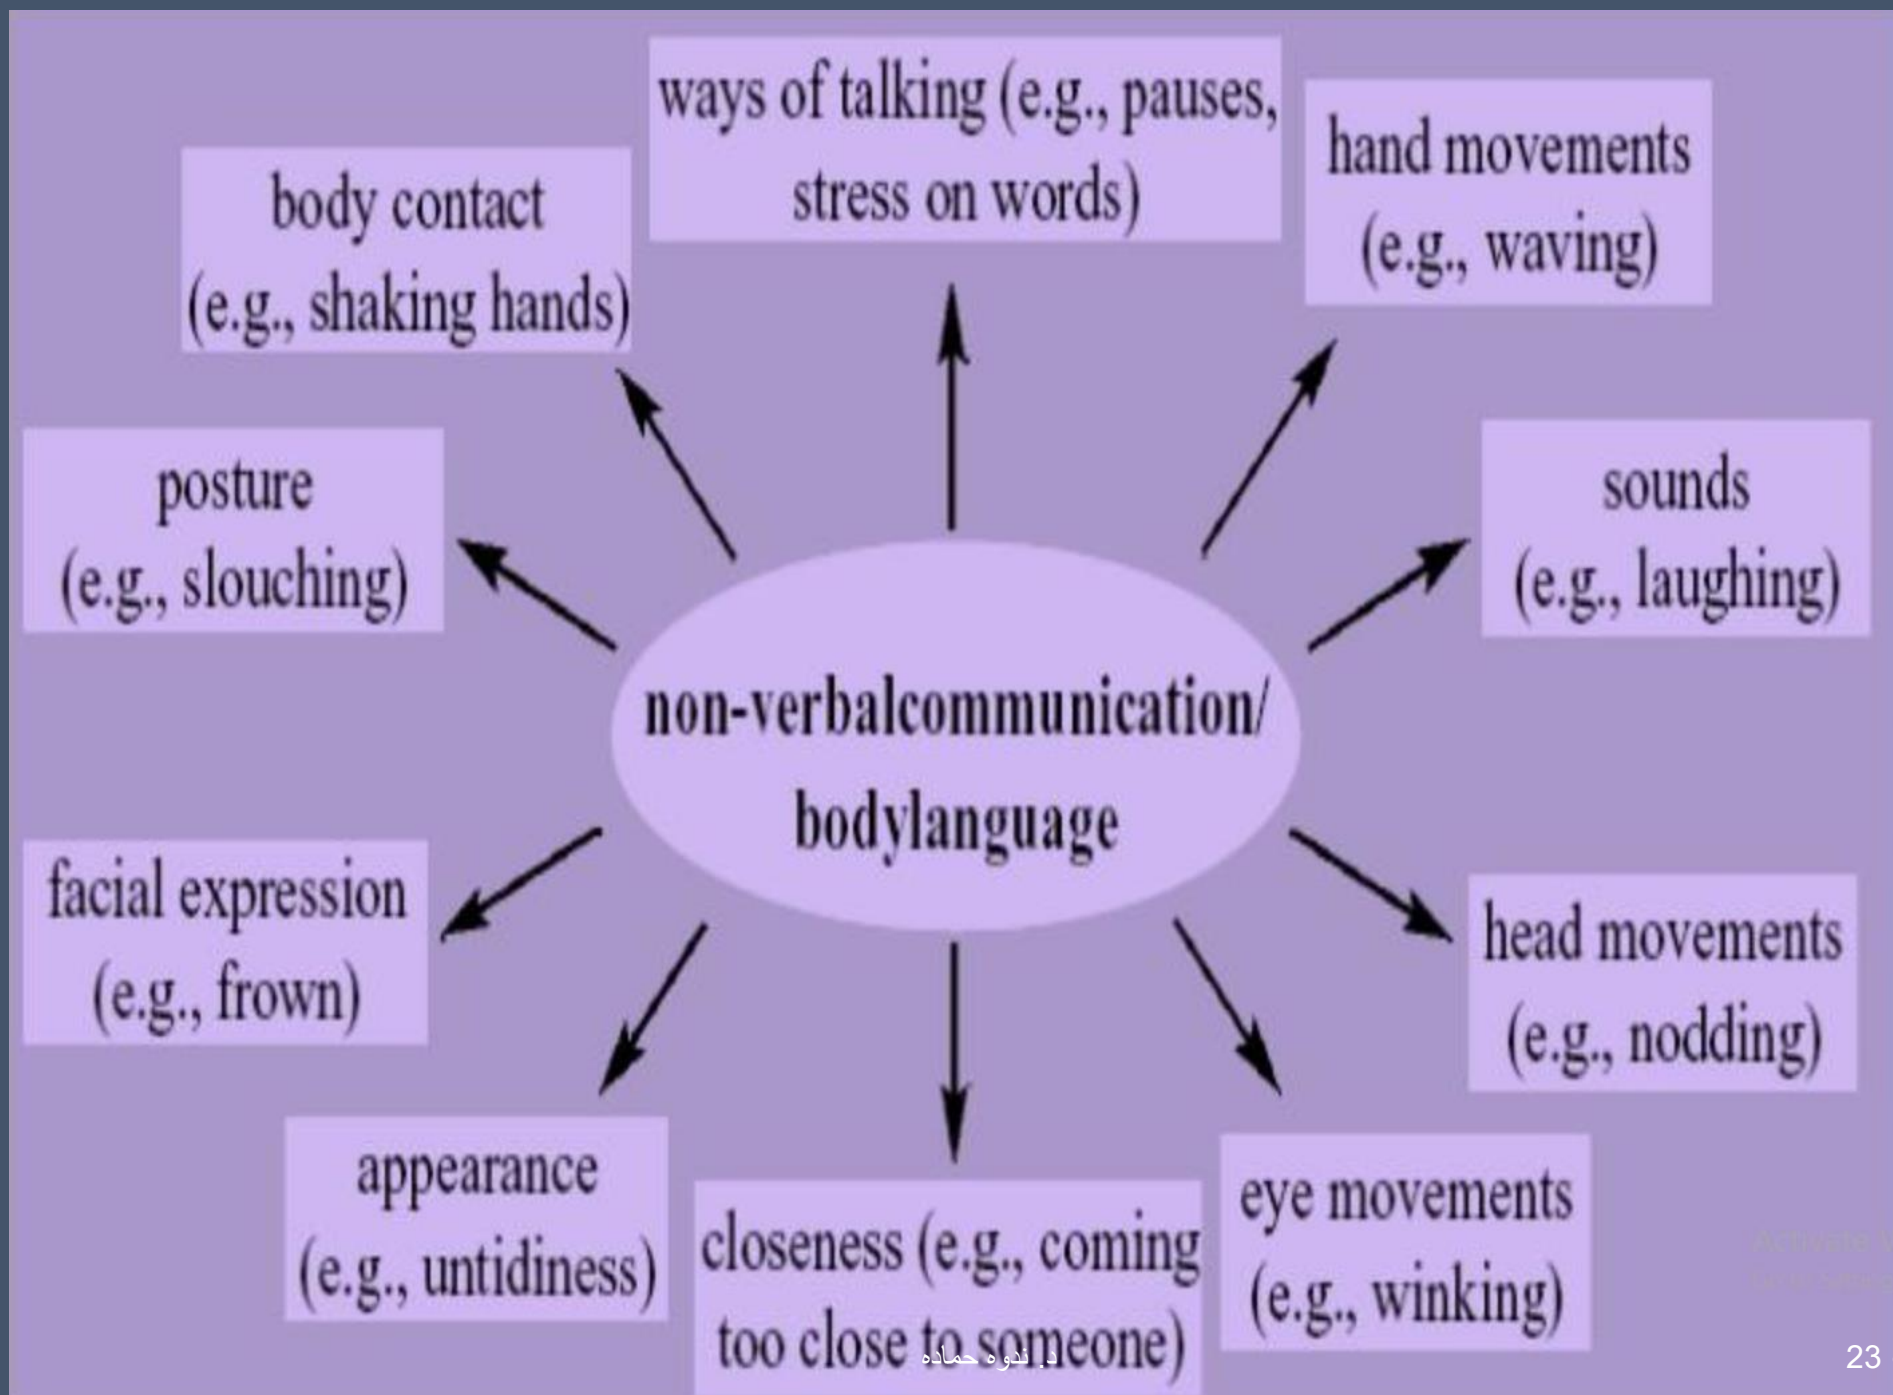 ways of talking (e.g., pauses,
stress on words)
hand movements
(e.g., waving)
body contact
(e.g., shaking hands)
sounds
(e.g., laughing)
posture
(e.g., slouching)
non-verbalcommunication/
bodylanguage
facial expression
(e.g., frown)
head movements
(e.g., nodding)
appearance
(e.g., untidiness)
closeness (e.g., coming
too close to someone)
eye movements
(e.g., winking)
د. ندوه حماده
23